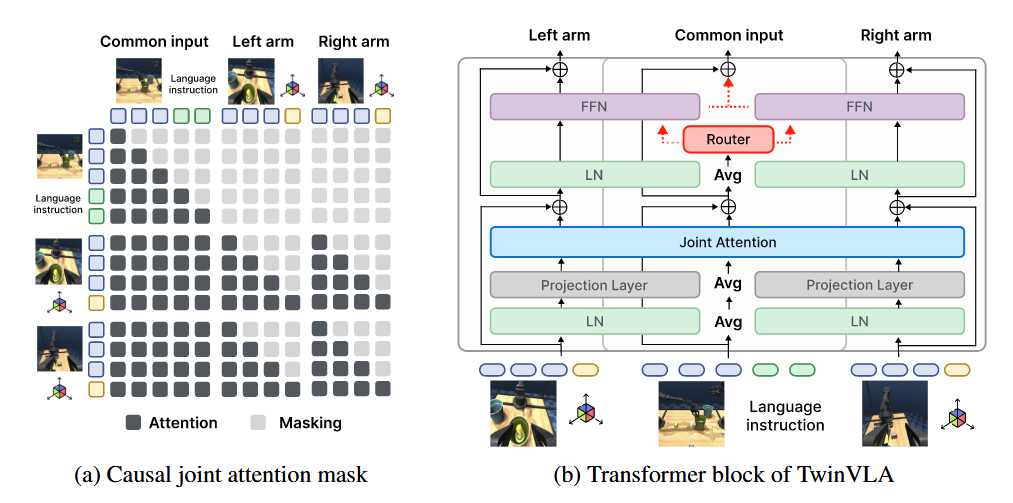 Common input
Left arm
Right arm
Language
instruction
Language
instruction
Attention
Masking
(a) Causal joint attention mask
Left arm
Common input
Right arm
FFN
FFN
Router
LN
Avg
LN
Joint Attention
Projection Layer
Avg
Projection Layer
LN
Avg
LN
Language
instruction
(b) Transformer block of TwinVLA